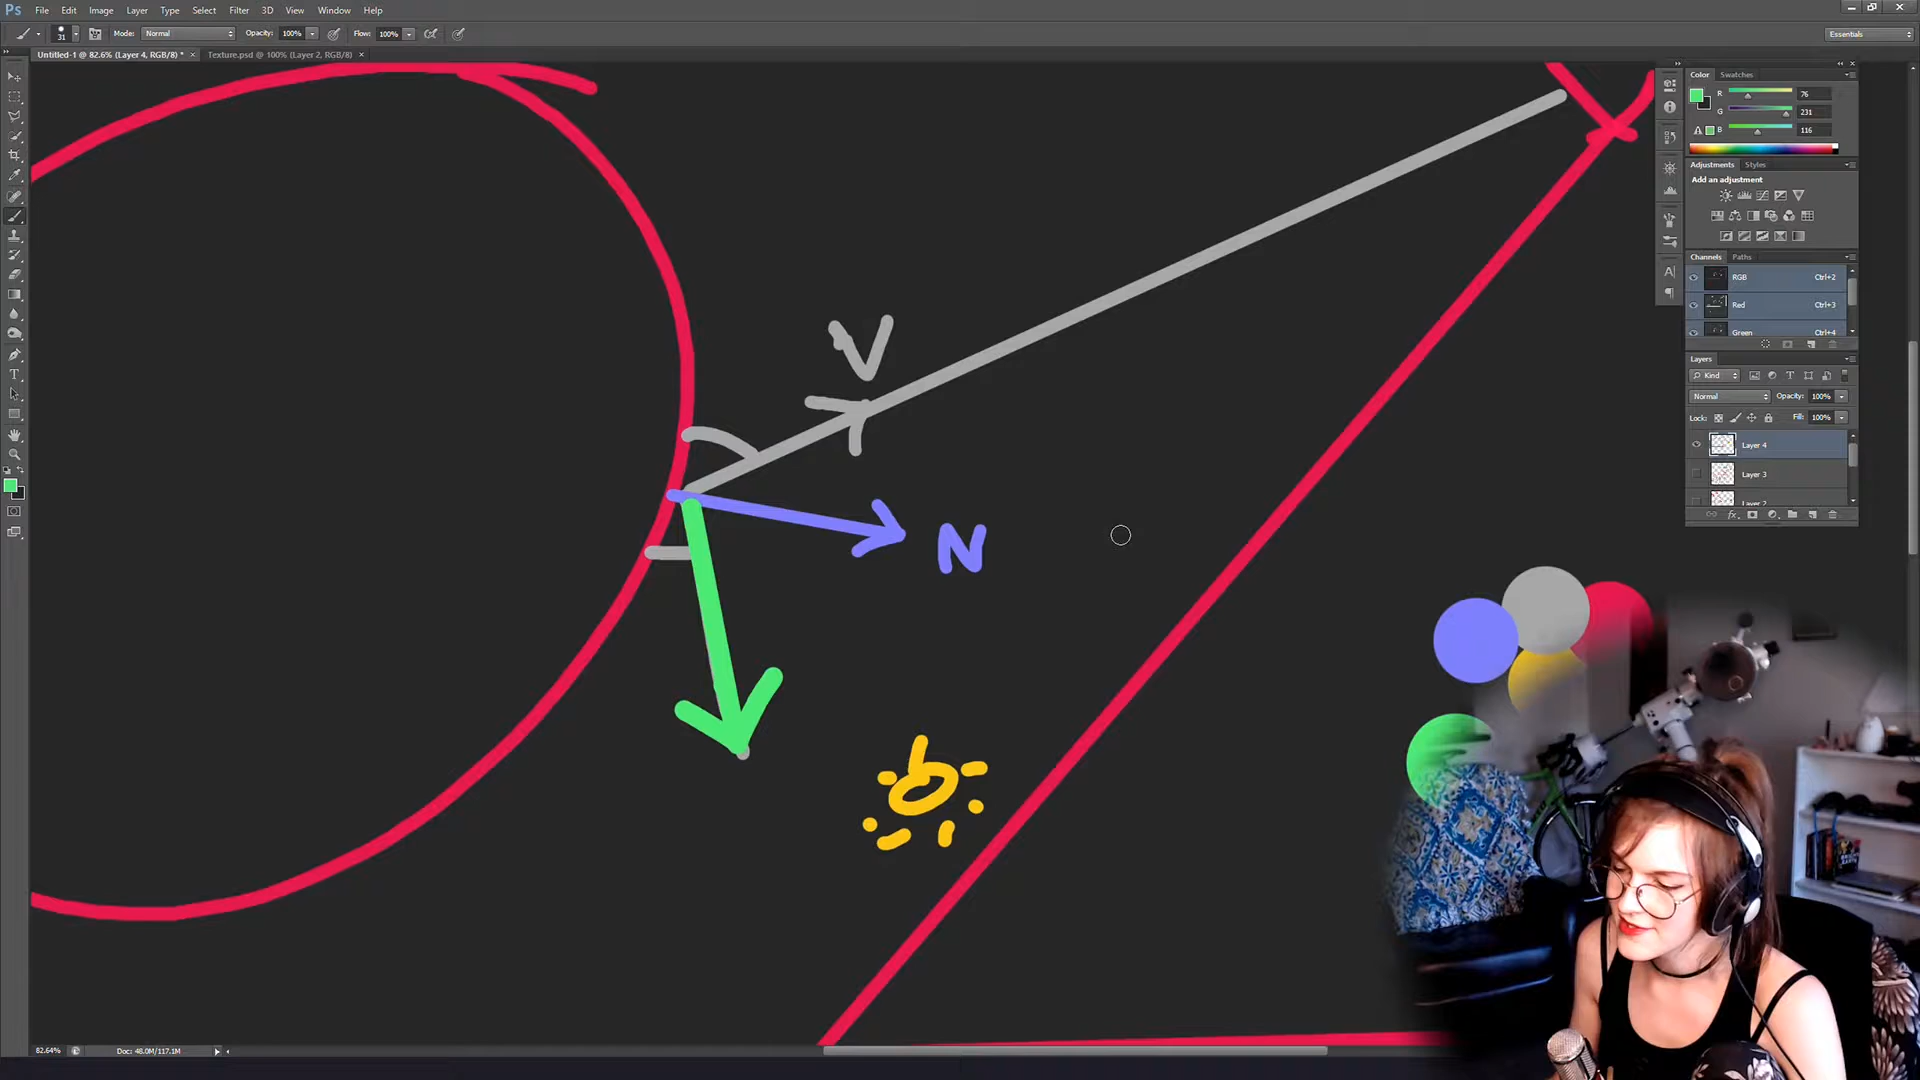 Ps File Edit Image Layer Type Select Filter 3D View Window Help
31 Mode: Normal Opacity: 100% Flow: 100% Essentials
Untitled-1 @ 82.6% (Layer 4, RGB/8) * × Texture.psd @ 100% (Layer 2, RGB/8) ×
Color Swatches
R 76
G 231
B 116
Adjustments Styles
Add an adjustment
Channels Paths
RGB Ctrl+2
Red Ctrl+3
Green Ctrl+4
Layers
Kind
Normal Opacity: 100%
Lock: Fill: 100%
Layer 4
Layer 3
Layer 2
V
N
82.64% Doc: 48.0M/117.1M